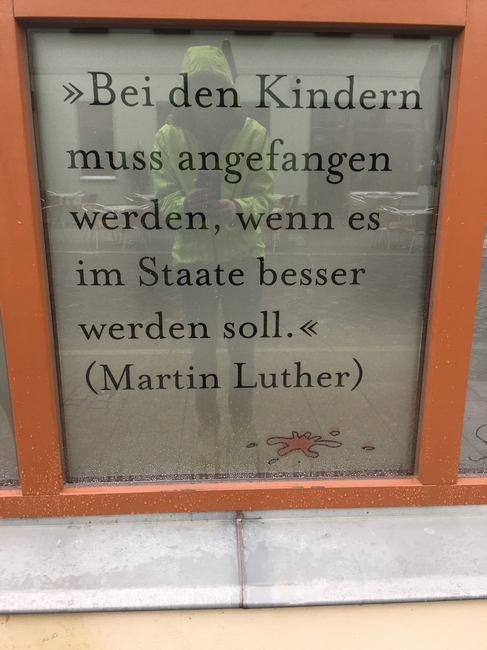 »Bei den Kindern
muss angefangen
werden, wenn es
im Staate besser
werden soll.«
(Martin Luther)